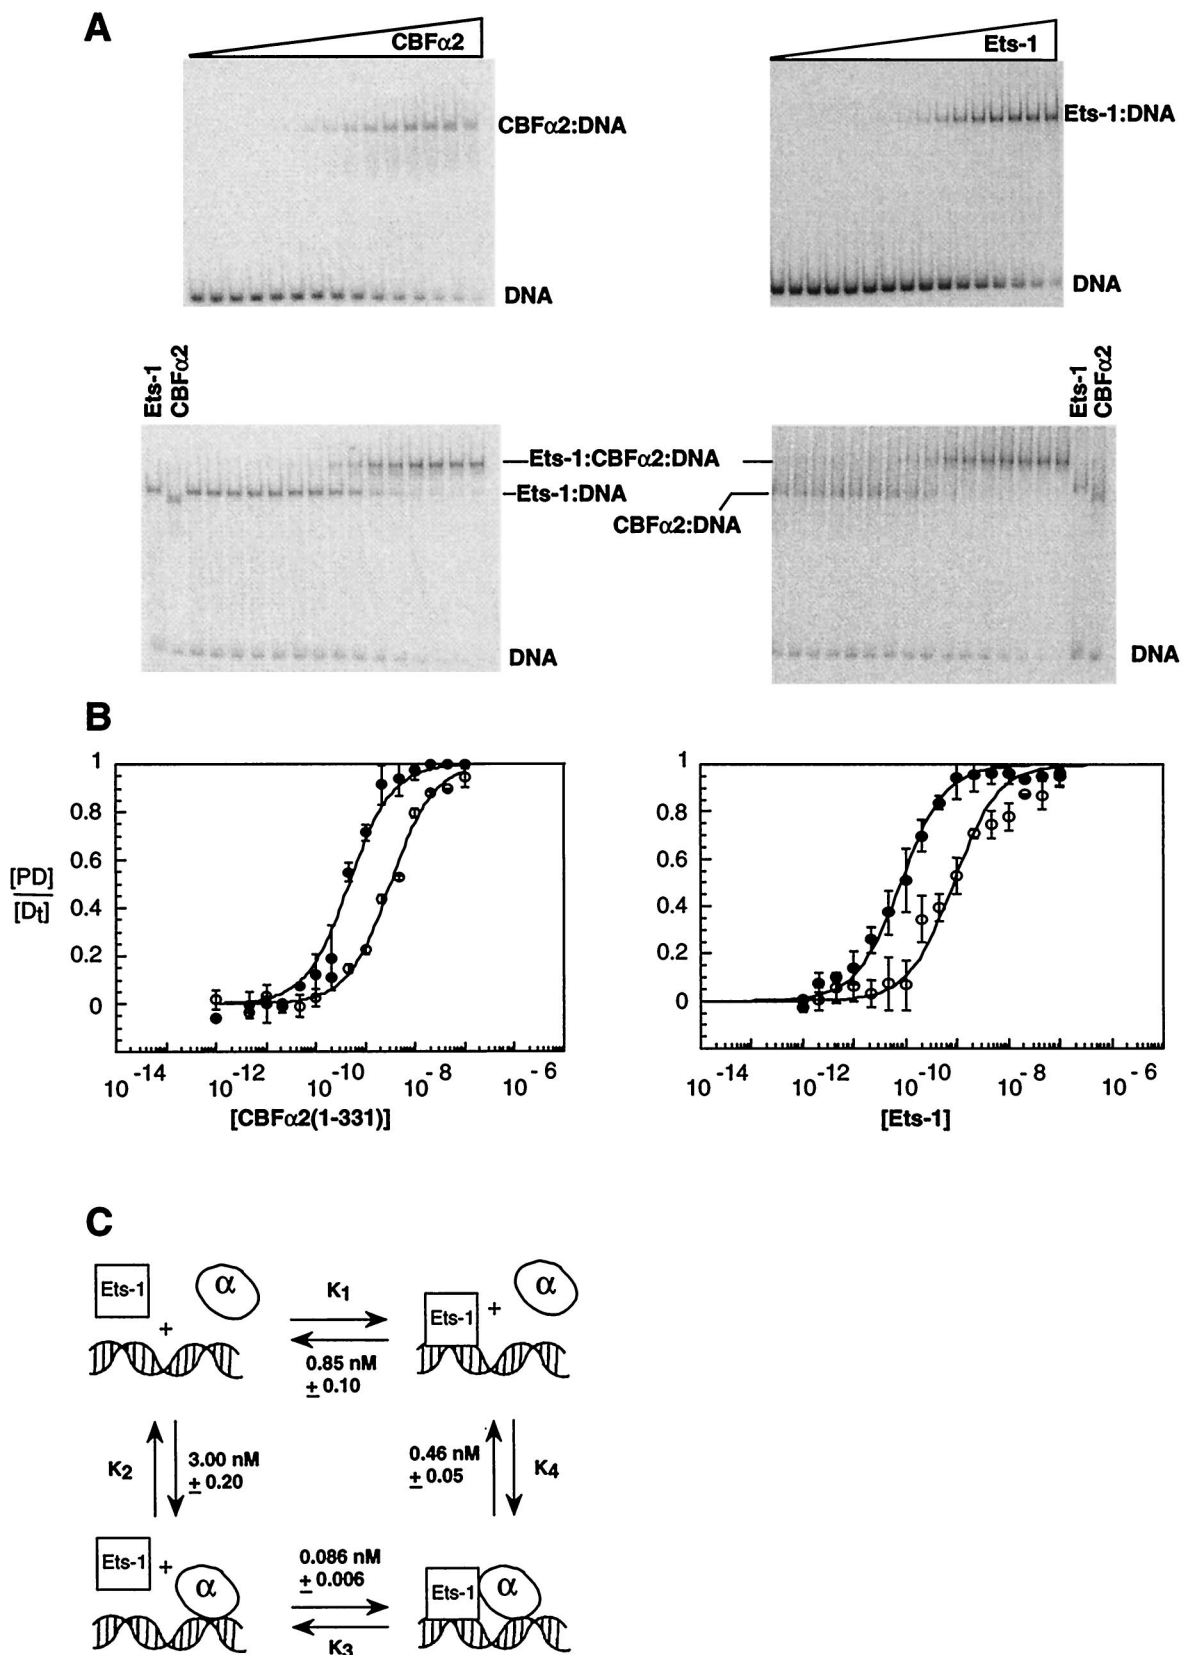 A
CBFα2
Ets-1
CBFα2:DNA
Ets-1:DNA
DNA
DNA
Ets-1
CBFα2
Ets-1
CBFα2
Ets-1:CBFα2:DNA
Ets-1:DNA
CBFα2:DNA
DNA
DNA
B
[PD]
[Dt]
1
0.8
0.6
0.4
0.2
0
10-14 10-12 10-10 10-8 10-6
[CBFα2(1-331)]
1
0.8
0.6
0.4
0.2
0
10-14 10-12 10-10 10-8 10-6
[Ets-1]
C
Ets-1 + α
K1
0.85 nM
± 0.10
Ets-1 + α
K2
3.00 nM
± 0.20
0.46 nM
± 0.05
K4
Ets-1 + α
0.086 nM
± 0.006
K3
Ets-1 α